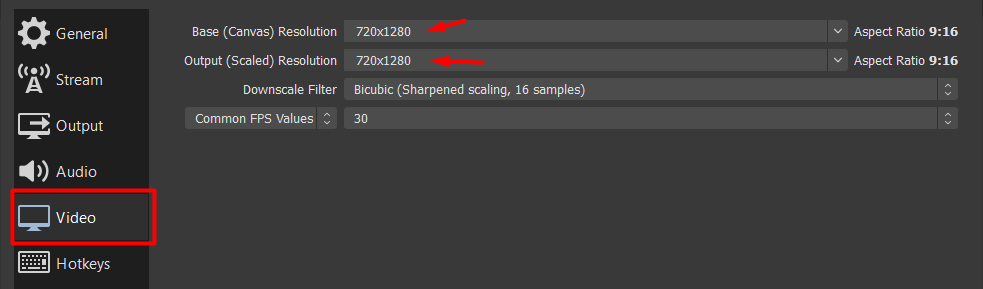 General
Stream
Output
Audio
Video
Hotkeys
Base (Canvas) Resolution 720x1280 Aspect Ratio 9:16
Output (Scaled) Resolution 720x1280 Aspect Ratio 9:16
Downscale Filter Bicubic (Sharpened scaling, 16 samples)
Common FPS Values 30